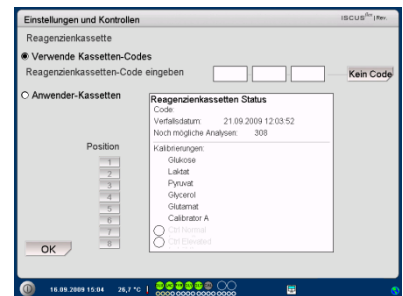 Einstellungen und Kontrollen
ISCUS flex | Rev.
Reagenzienkassette
Verwende Kassetten-Codes
Reagenzienkassetten-Code eingeben
Kein Code
Anwender-Kassetten
Reagenzienkassetten Status
Code:
Verfallsdatum: 21.09.2009 12:03:52
Noch mögliche Analysen: 308
Position
Kalibrierungen:
1
Glukose
2
Laktat
3
Pyruvat
4
Glycerol
5
Glutamat
6
Calibrator A
7
Ctrl Normal
8
Ctrl Elevated
OK
16.09.2009 15:04 26,7 °C